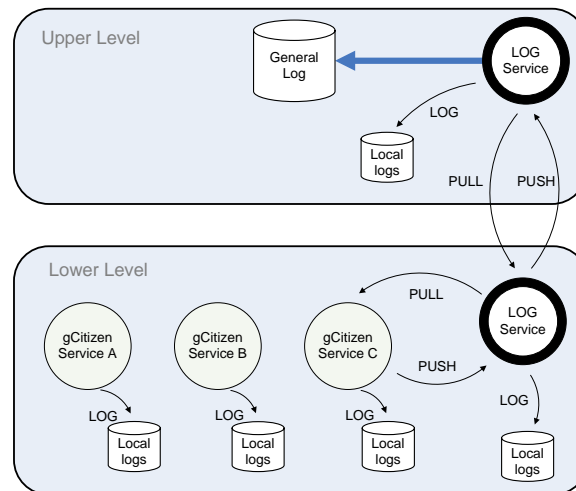 Upper Level
General
Log
LOG
Service
LOG
Local
logs
PULL
PUSH
Lower Level
PULL
LOG
Service
gCitizen
Service A
gCitizen
Service B
gCitizen
Service C
PUSH
LOG
LOG
LOG
LOG
Local
logs
Local
logs
Local
logs
Local
logs